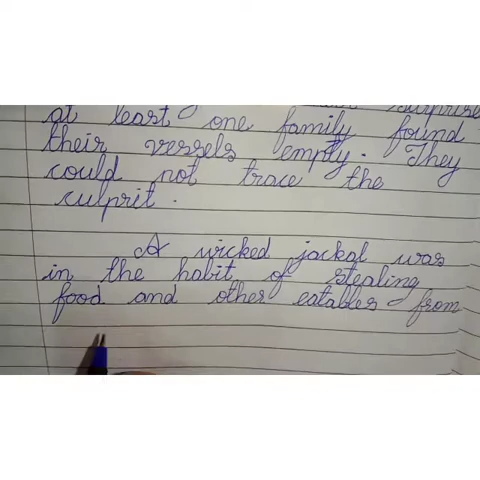 surprise
at least one family found
their vessels empty. They
could not trace the
culprit.
A wicked jackal was
in the habit of stealing
food and other eatables from